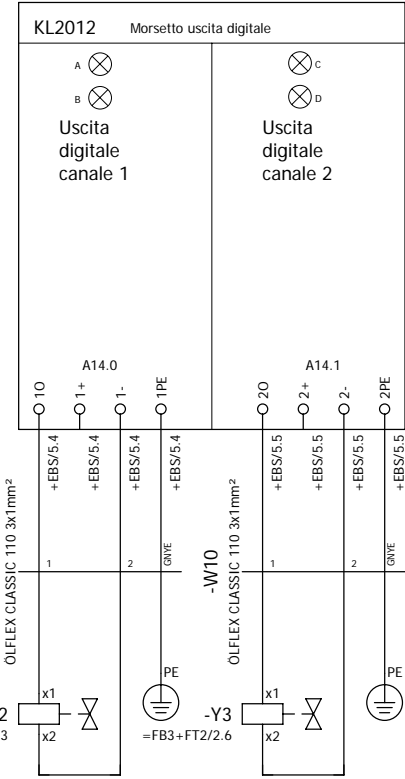 KL2012 Morsetto uscita digitale
A
B
Uscita
digitale
canale 1
C
D
Uscita
digitale
canale 2
A14.0
A14.1
1O
1+
1-
1PE
2O
2+
2-
2PE
+EBS/5.4
+EBS/5.4
+EBS/5.4
+EBS/5.4
+EBS/5.5
+EBS/5.5
+EBS/5.5
+EBS/5.5
ÖLFLEX CLASSIC 110 3x1mm²
1
2
GNYE
-W10
ÖLFLEX CLASSIC 110 3x1mm²
1
2
GNYE
2
3
x1
x2
PE
-Y3
=FB3+FT2/2.6
x1
x2
PE